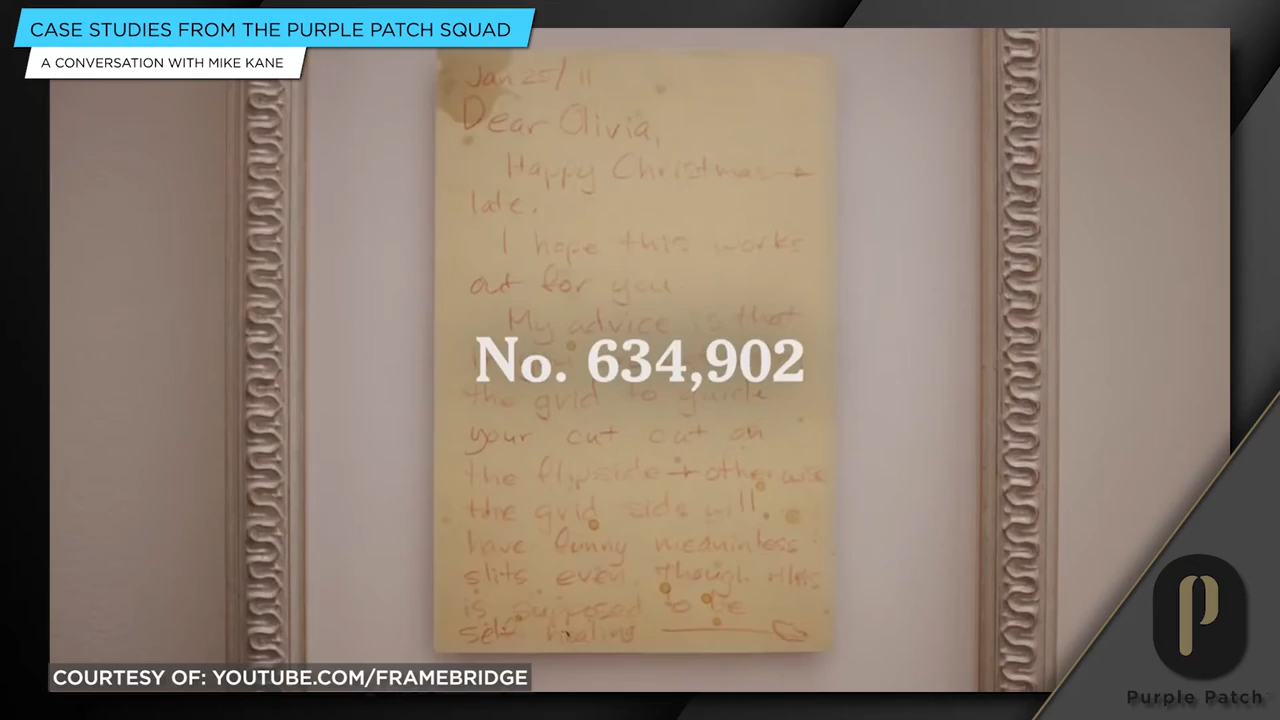 CASE STUDIES FROM THE PURPLE PATCH SQUAD
A CONVERSATION WITH MIKE KANE
Jan 25/11
Dear Olivia,
Happy Christmas
late.
I hope this works
out for you
My advice is that
No. 634,902
the grid to guide
your cut out on
the flipside + otherwise
the grid side will
have funny meaninless
slits even though this
is supposed to be
self healing
COURTESY OF: YOUTUBE.COM/FRAMEBRIDGE
P
Purple Patch